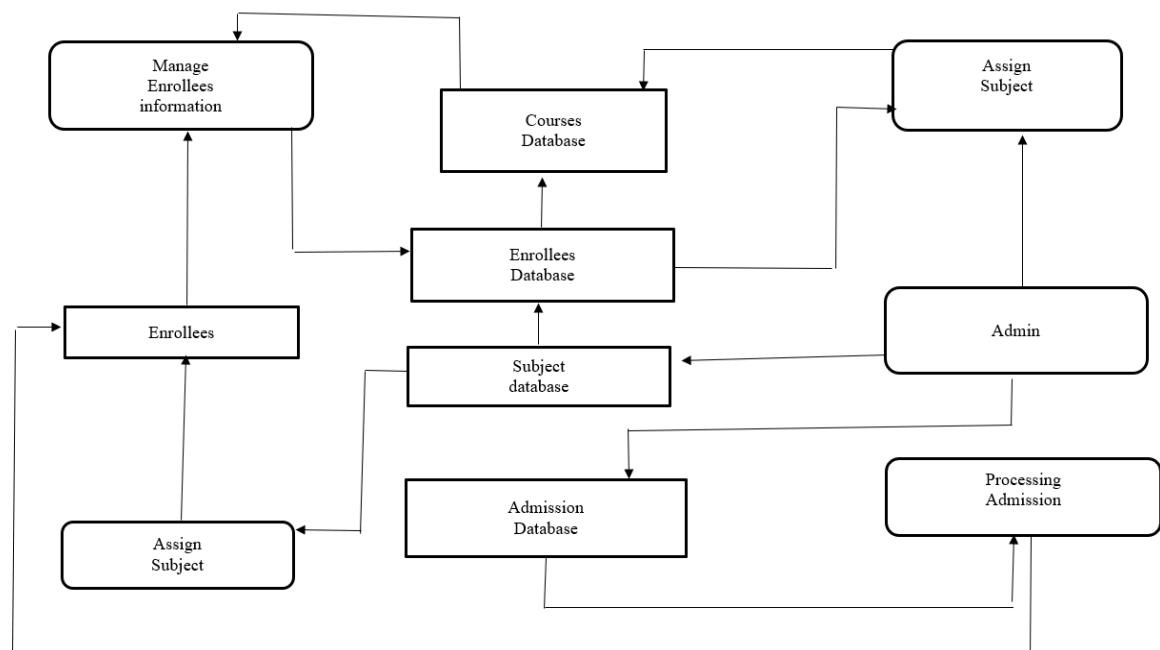 Manage
Enrollees
information
Courses
Database
Assign
Subject
Enrollees
Database
Enrollees
Subject
database
Admin
Admission
Database
Processing
Admission
Assign
Subject